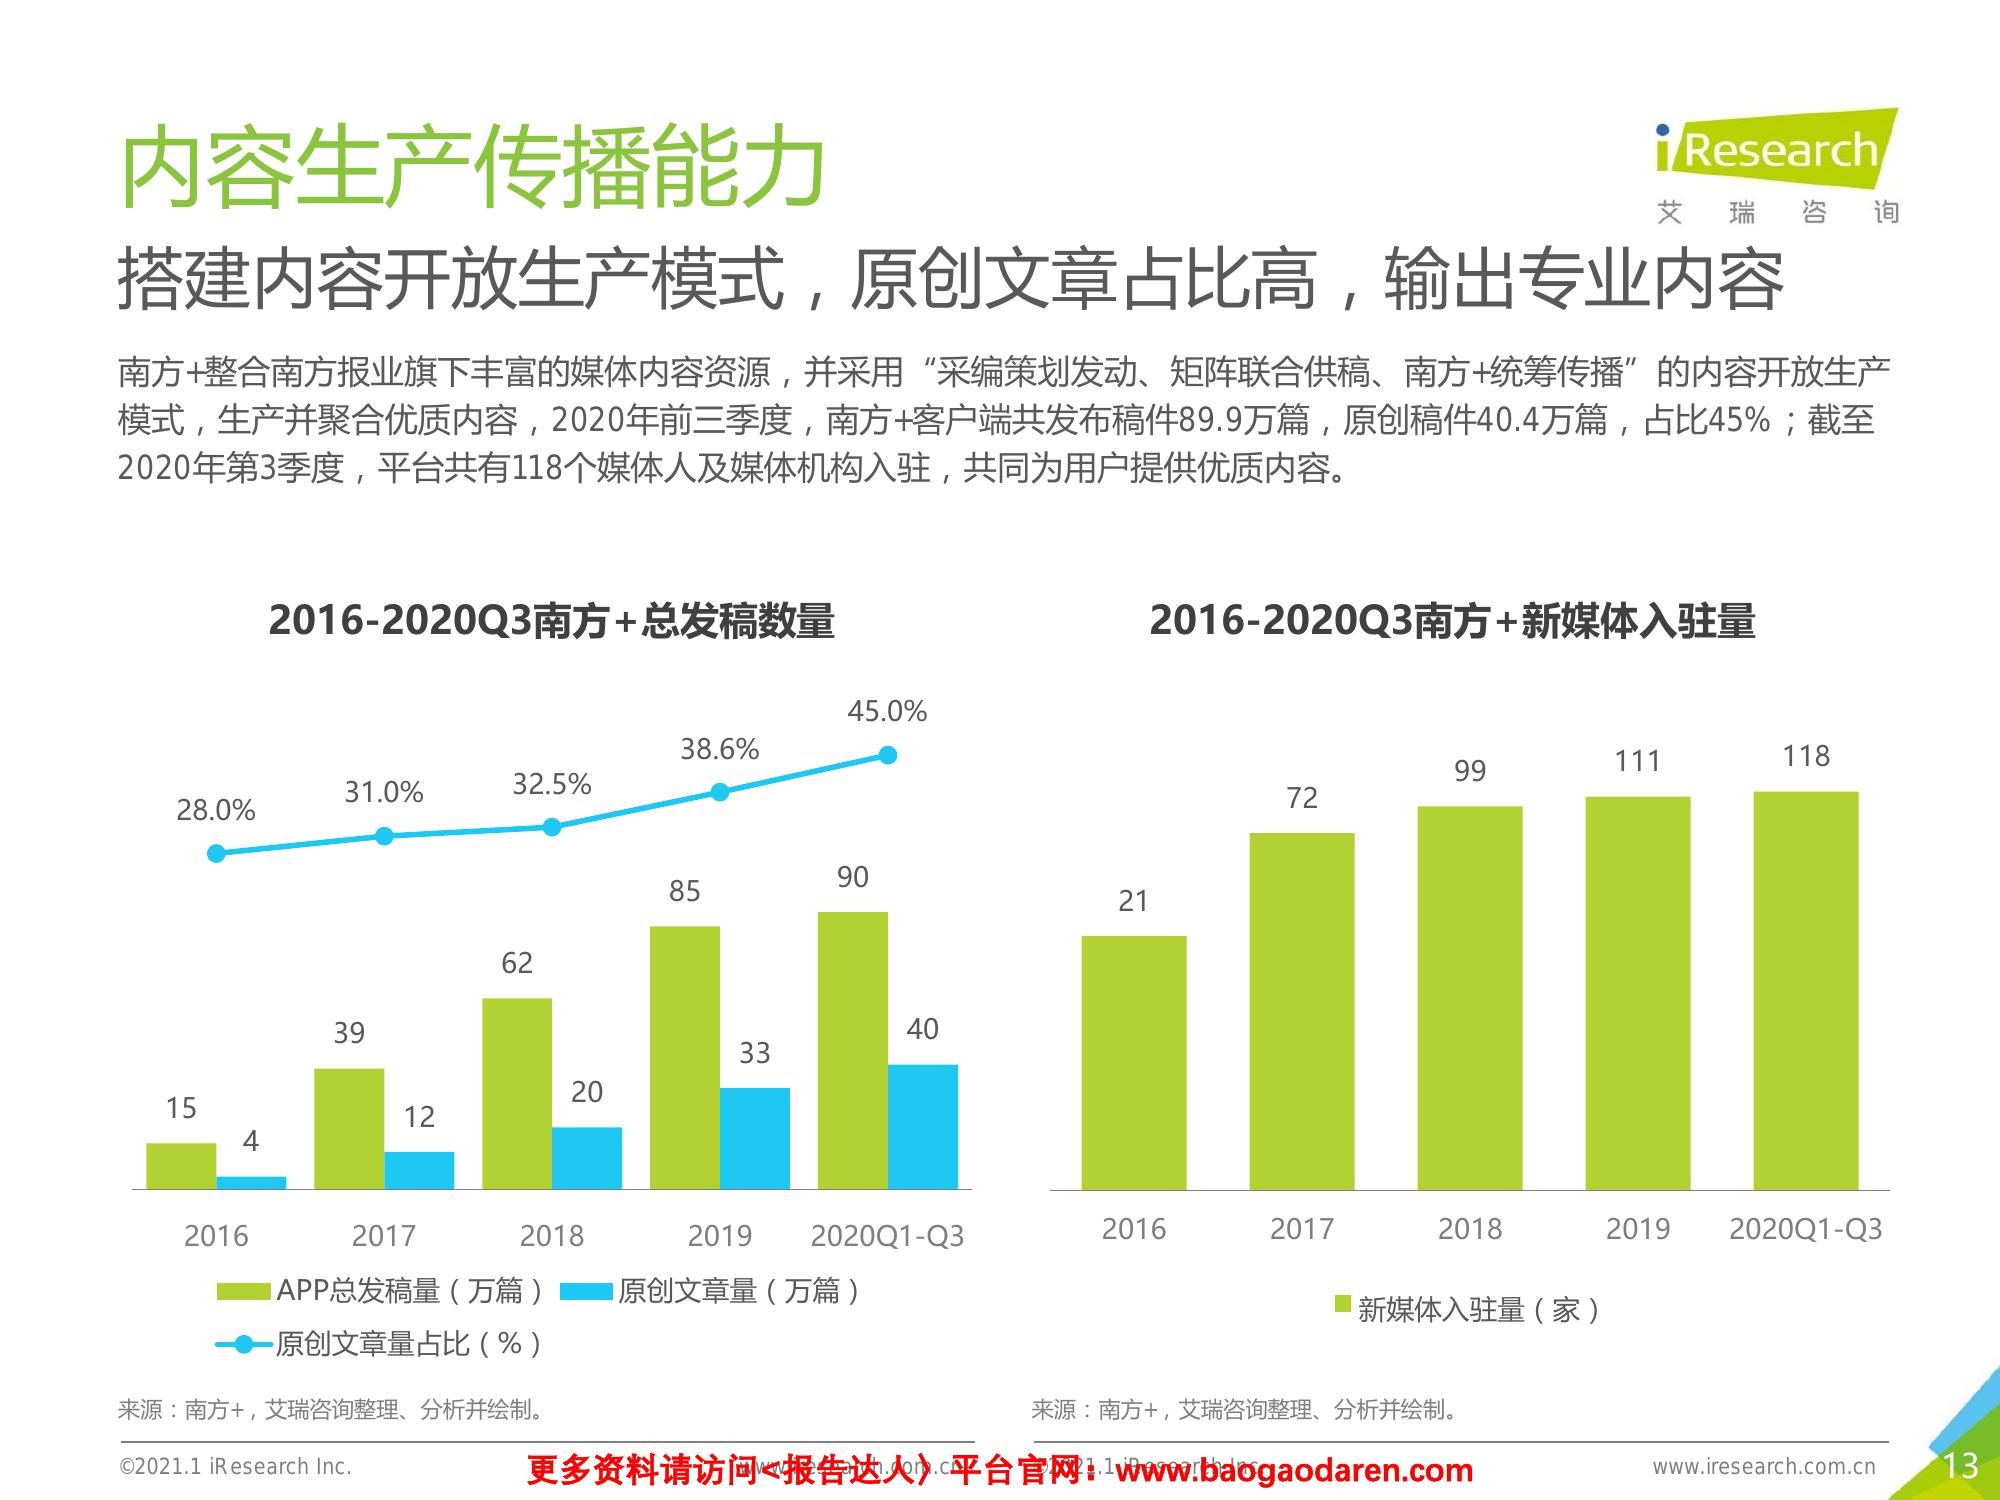 内容生产传播能力
iResearch
艾瑞咨询
搭建内容开放生产模式，原创文章占比高，输出专业内容
南方+整合南方报业旗下丰富的媒体内容资源，并采用“采编策划发动、矩阵联合供稿、南方+统筹传播”的内容开放生产
模式，生产并聚合优质内容，2020年前三季度，南方+客户端共发布稿件89.9万篇，原创稿件40.4万篇，占比45%；截至
2020年第3季度，平台共有118个媒体人及媒体机构入驻，共同为用户提供优质内容。
2016-2020Q3南方+总发稿数量
28.0% 31.0% 32.5% 38.6% 45.0%
15 39 62 85 90
4 12 20 33 40
2016 2017 2018 2019 2020Q1-Q3
APP总发稿量（万篇） 原创文章量（万篇）
原创文章量占比（%）
2016-2020Q3南方+新媒体入驻量
21 72 99 111 118
2016 2017 2018 2019 2020Q1-Q3
新媒体入驻量（家）
来源：南方+，艾瑞咨询整理、分析并绘制。
来源：南方+，艾瑞咨询整理、分析并绘制。
©2021.1 iResearch Inc. www.iresearch.com.cn
©2021.1 iResearch Inc. www.iresearch.com.cn
更多资料请访问<报告达人〉平台官网：www.baogaodaren.com
13